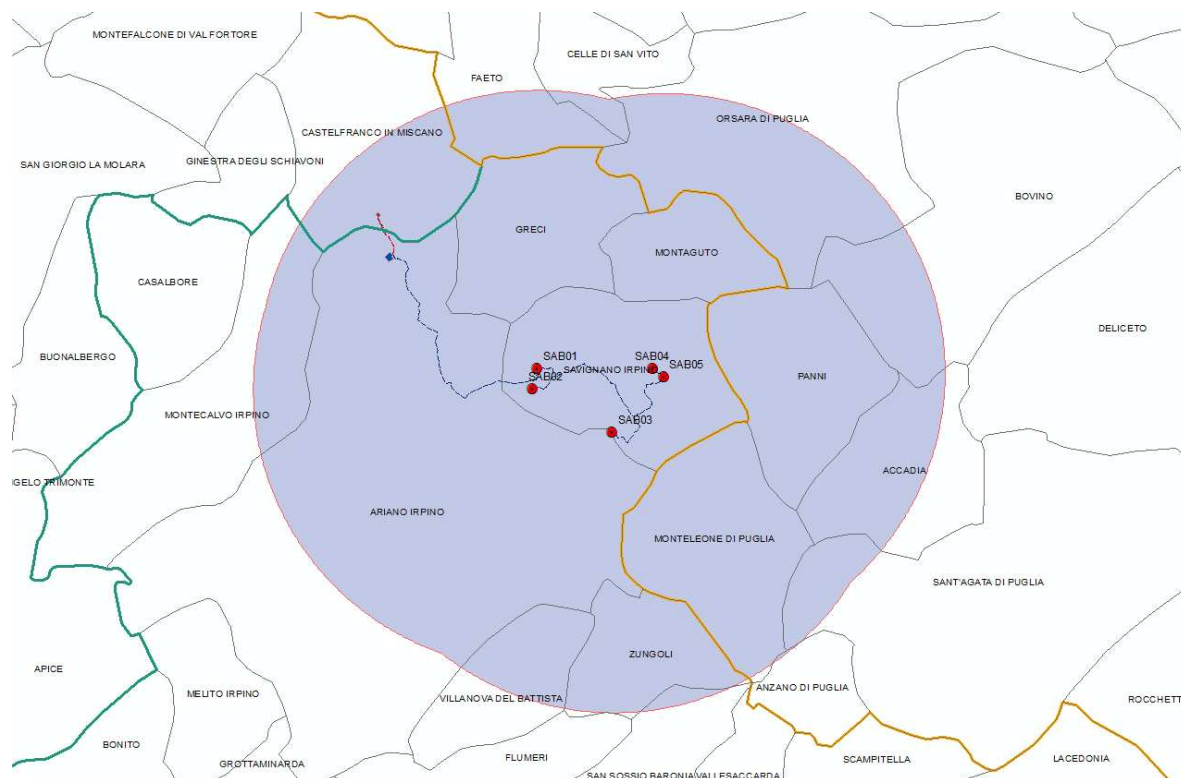 MONTEFALCONE DI VAL FORTORE
CELLE DI SAN VITO
FAETO
ORSARA DI PUGLIA
CASTELFRANCO IN MISCANO
SAN GIORGIO LA MOLARA
GINESTRA DEGLI SCHIAVONI
BOVINO
GRECI
MONTAGUTO
CASALBORE
DELICETO
BUONALBERGO
SAB01
SAB04
SAB05
SAVIGNANO IRPINO
SAB02
PANNI
MONTECALVO IRPINO
SAB03
ACCADIA
NGELO TRIMONTE
ARIANO IRPINO
MONTELEONE DI PUGLIA
SANT'AGATA DI PUGLIA
ZUNGOLI
APICE
MELITO IRPINO
VILLANOVA DEL BATTISTA
ANZANO DI PUGLIA
ROCCHETT
BONITO
GROTTAMINARDA
FLUMERI
SCAMPITELLA
LACEDONIA
SAN SOSSIO BARONIA
VALLESACCARDA